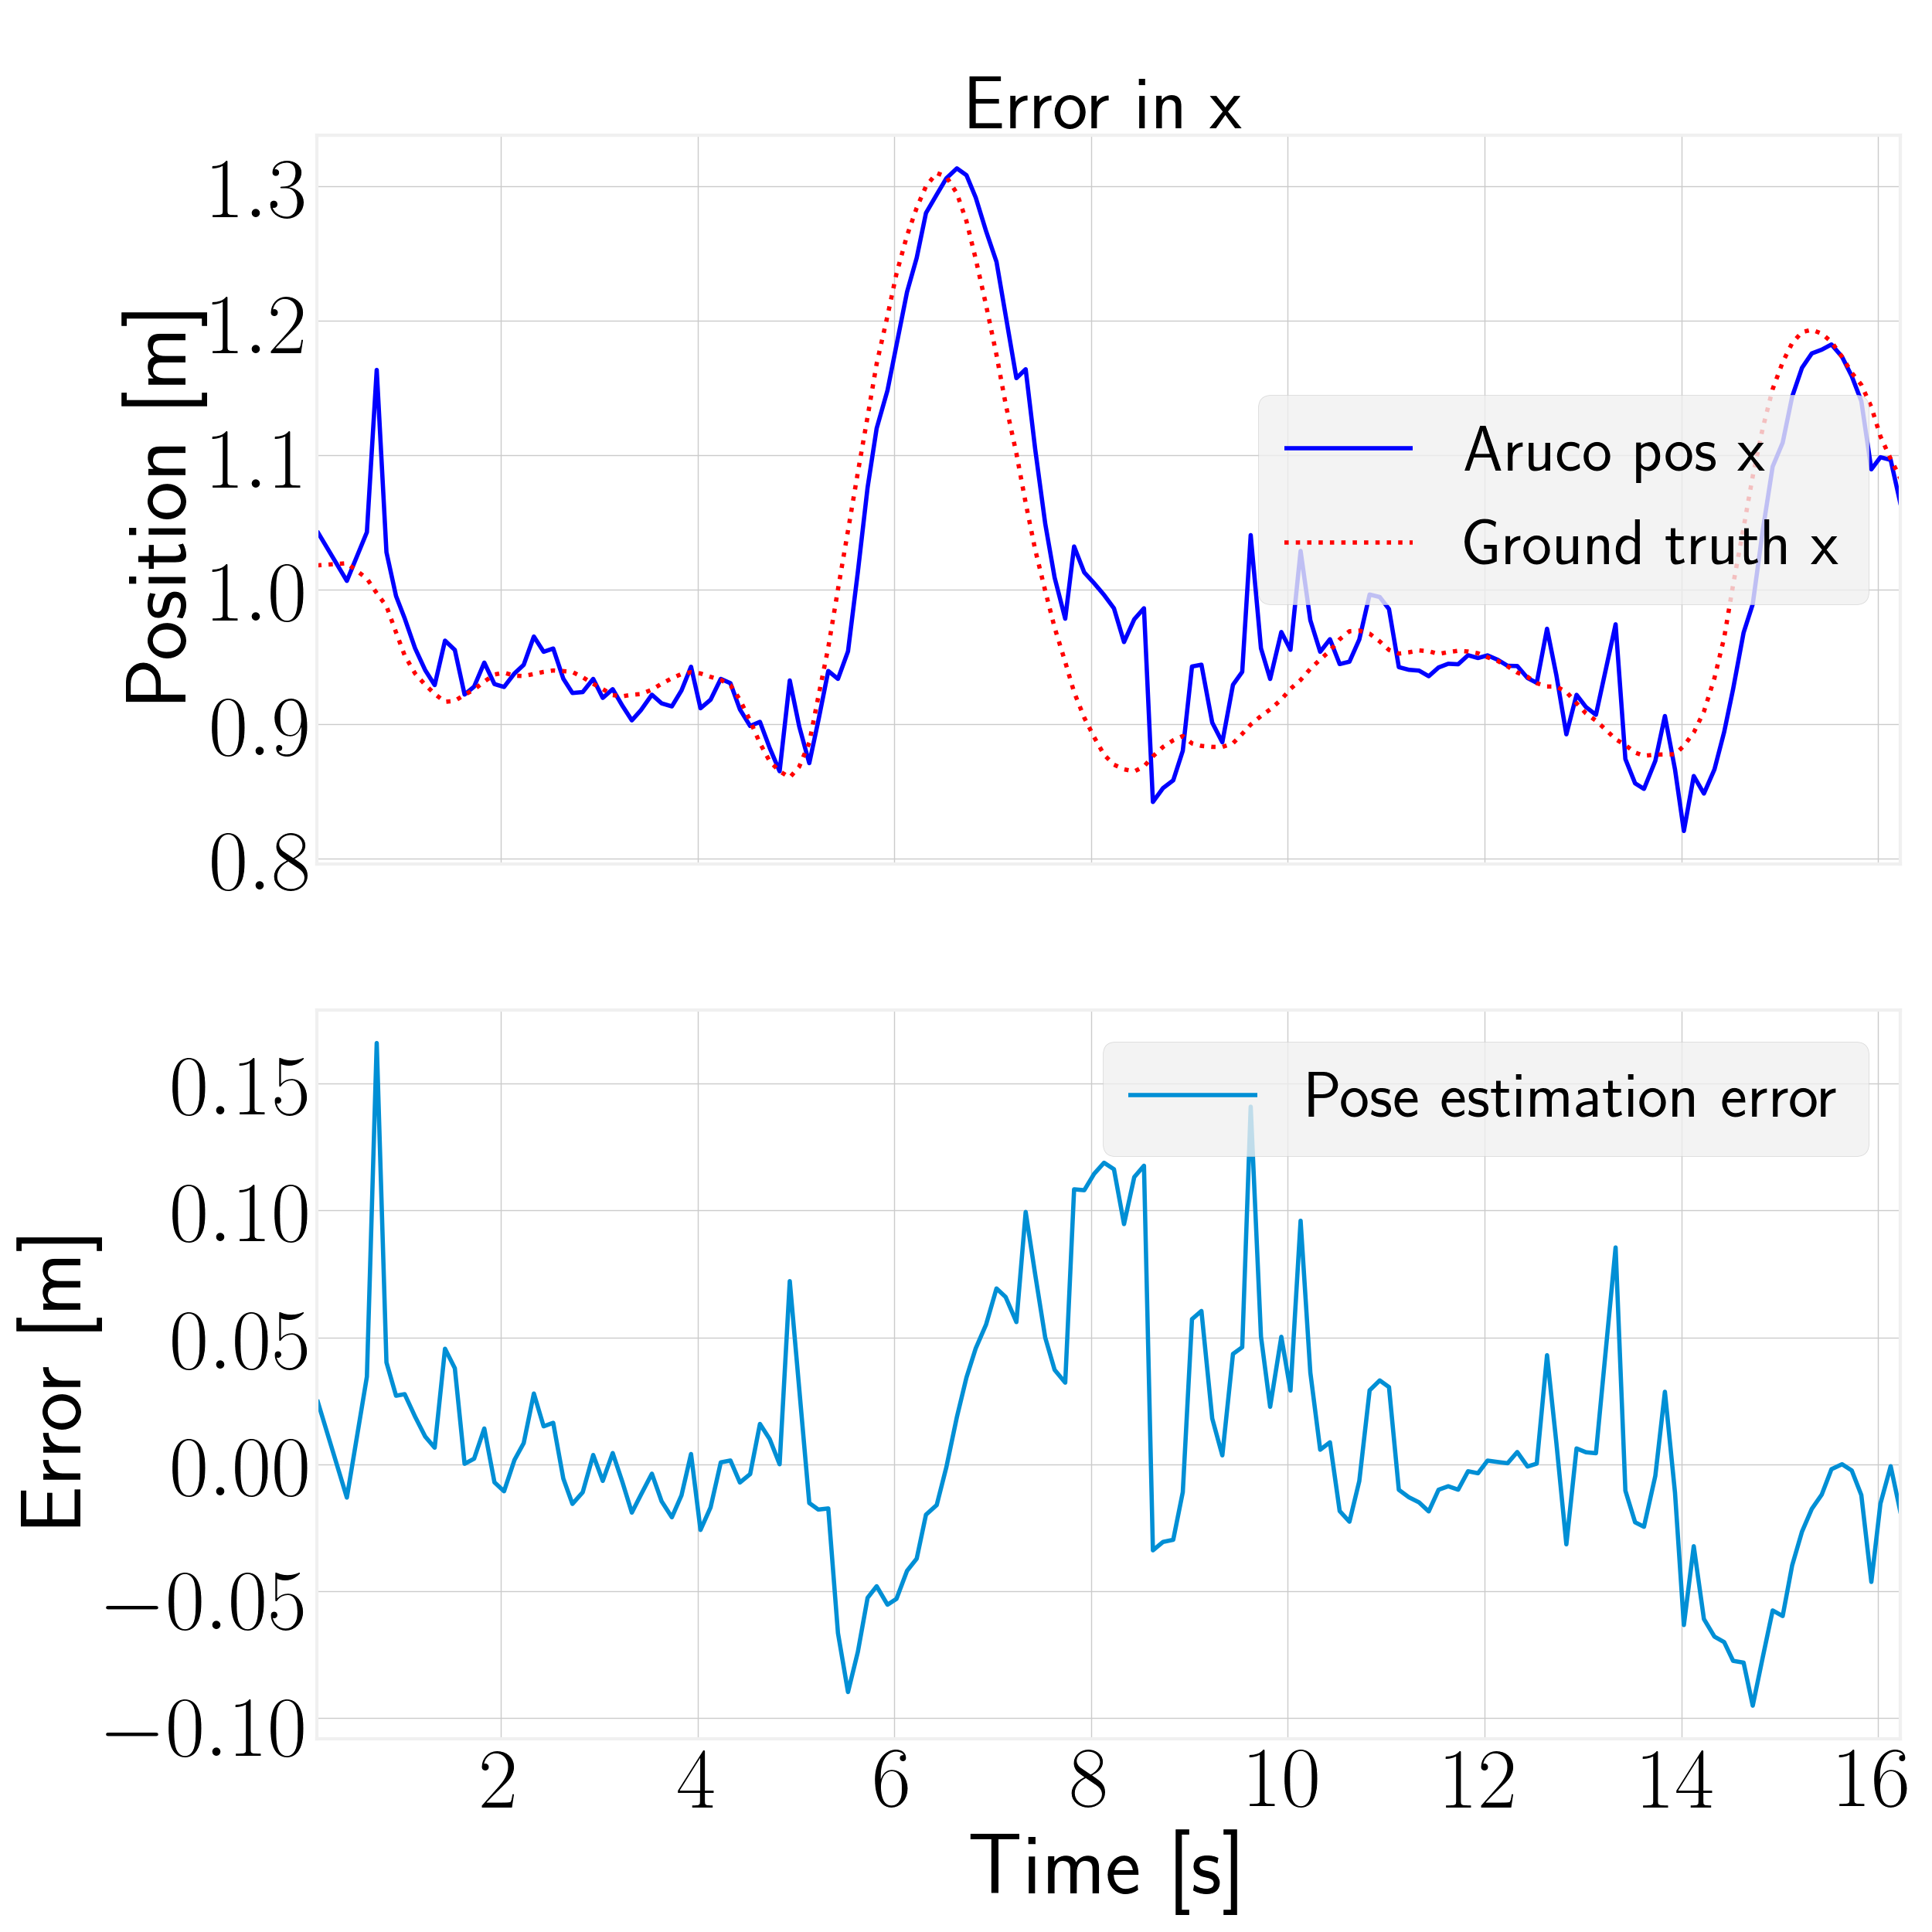 Error in x
Position [m]
1.3
1.2
1.1
1.0
0.9
0.8
Aruco pos x
Ground truth x
Error [m]
0.15
0.10
0.05
0.00
−0.05
−0.10
Pose estimation error
2 4 6 8 10 12 14 16
Time [s]